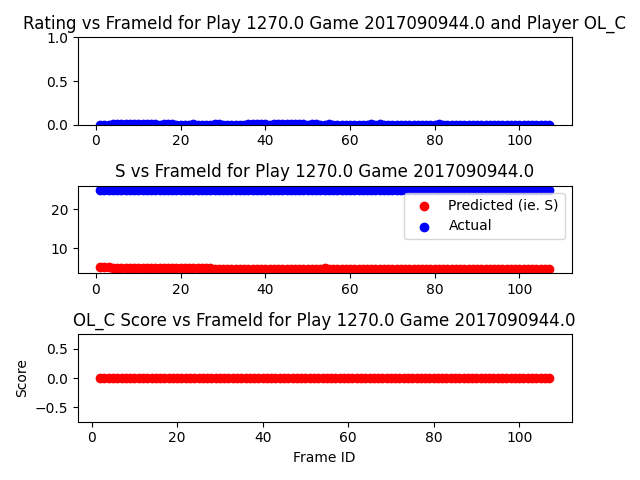 Rating vs FrameId for Play 1270.0 Game 2017090944.0 and Player OL_C
1.0
0.5
0.0
0 20 40 60 80 100
S vs FrameId for Play 1270.0 Game 2017090944.0
20
10
Predicted (ie. S)
Actual
0 20 40 60 80 100
OL_C Score vs FrameId for Play 1270.0 Game 2017090944.0
Score
0.5
0.0
−0.5
0 20 40 60 80 100
Frame ID